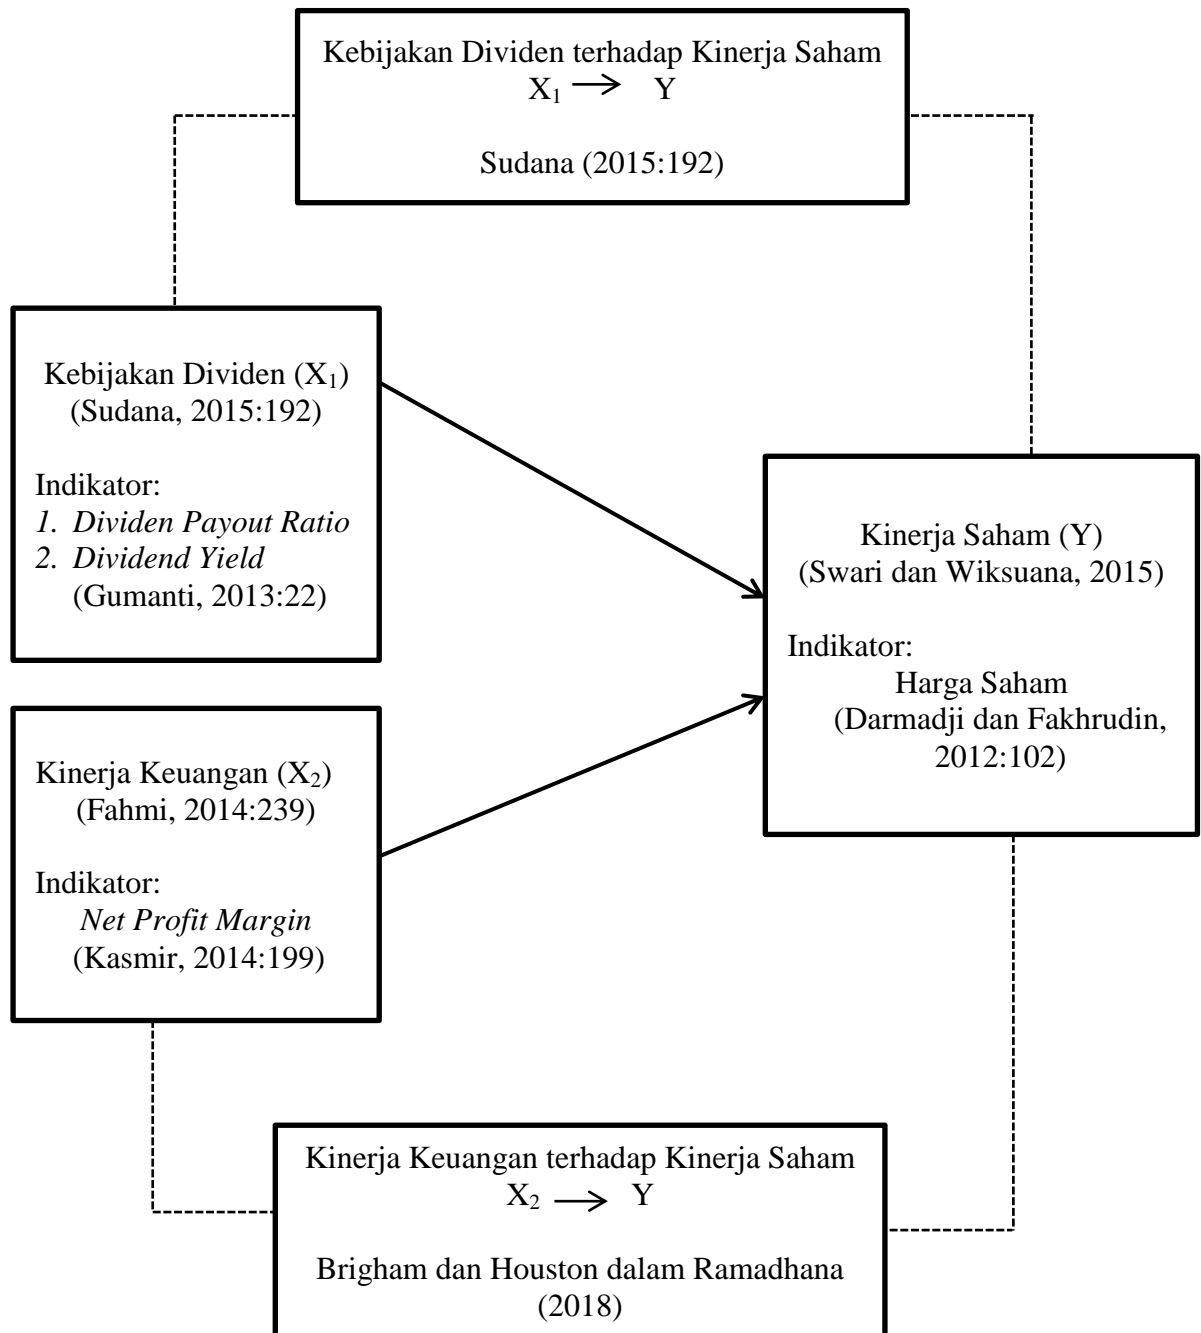 Kebijakan Dividen terhadap Kinerja Saham
X₁ → Y
Sudana (2015:192)
Kebijakan Dividen (X₁)
(Sudana, 2015:192)
Indikator:
1. Dividen Payout Ratio
2. Dividend Yield
(Gumanti, 2013:22)
Kinerja Saham (Y)
(Swari dan Wiksuana, 2015)
Indikator:
Harga Saham
(Darmadji dan Fakhrudin,
2012:102)
Kinerja Keuangan (X₂)
(Fahmi, 2014:239)
Indikator:
Net Profit Margin
(Kasmir, 2014:199)
Kinerja Keuangan terhadap Kinerja Saham
X₂ → Y
Brigham dan Houston dalam Ramadhana
(2018)